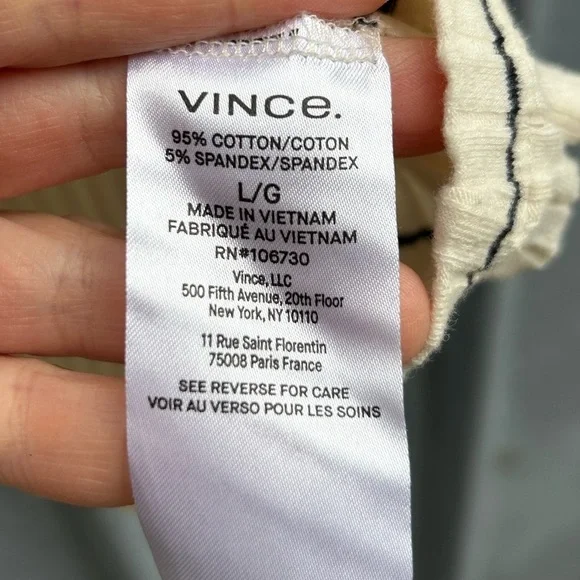 VINCE.
95% COTTON/COTON
5% SPANDEX/SPANDEX
L/G
MADE IN VIETNAM
FABRIQUÉ AU VIETNAM
RN#106730
Vince, LLC
500 Fifth Avenue, 20th Floor
New York, NY 10110
11 Rue Saint Florentin
75008 Paris France
SEE REVERSE FOR CARE
VOIR AU VERSO POUR LES SOINS